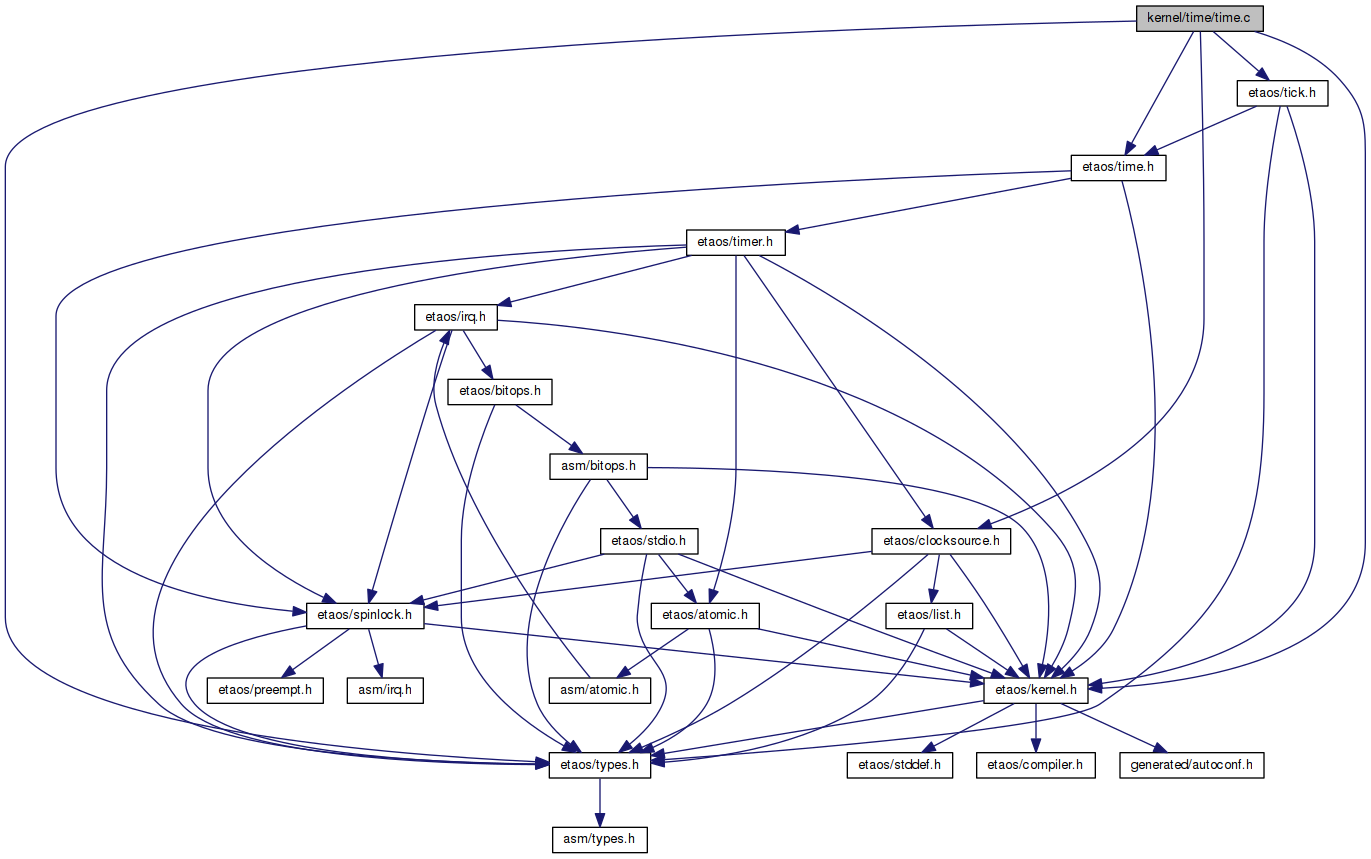 kernel/time/time.c
etaos/tick.h
etaos/time.h
etaos/timer.h
etaos/irq.h
etaos/bitops.h
asm/bitops.h
etaos/stdio.h
etaos/clocksource.h
etaos/spinlock.h
etaos/atomic.h
etaos/list.h
etaos/preempt.h
asm/irq.h
asm/atomic.h
etaos/kernel.h
etaos/types.h
etaos/stddef.h
etaos/compiler.h
generated/autoconf.h
asm/types.h